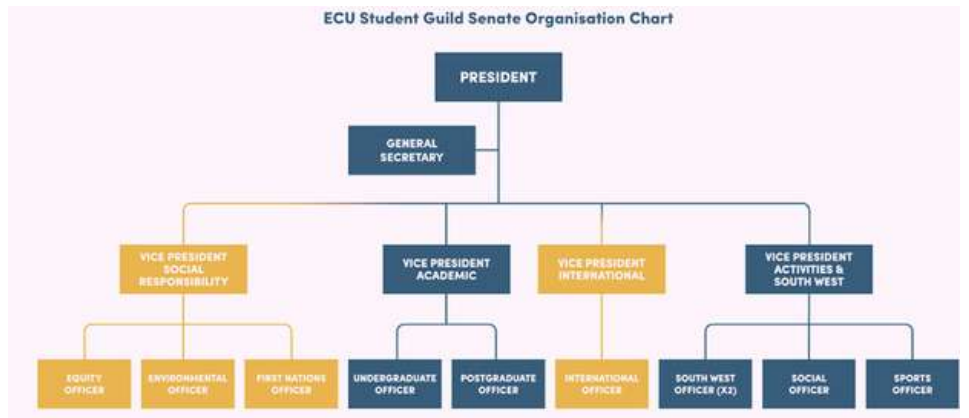 ECU Student Guild Senate Organisation Chart
PRESIDENT
GENERAL
SECRETARY
VICE PRESIDENT
SOCIAL
RESPONSIBILITY
VICE PRESIDENT
ACADEMIC
VICE PRESIDENT
INTERNATIONAL
VICE PRESIDENT
ACTIVITIES &
SOUTH WEST
EQUITY
OFFICER
ENVIRONMENTAL
OFFICER
FIRST NATIONS
OFFICER
UNDERGRADUATE
OFFICER
POSTGRADUATE
OFFICER
INTERNATIONAL
OFFICER
SOUTH WEST
OFFICER (X2)
SOCIAL
OFFICER
SPORTS
OFFICER